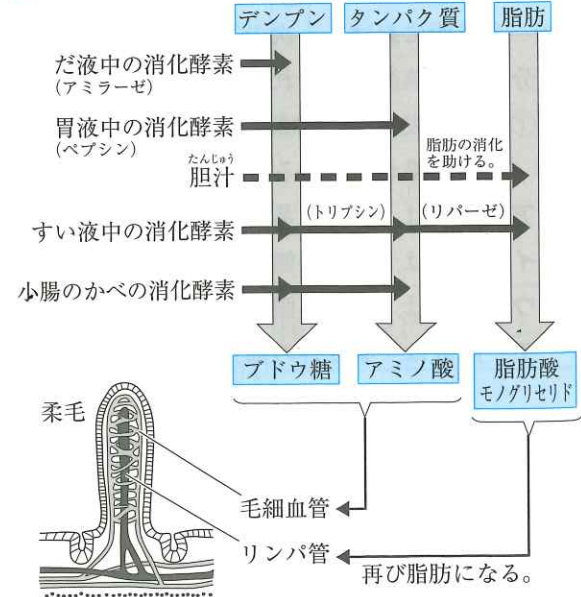 デンプン タンパク質 脂肪
だ液中の消化酵素
(アミラーゼ)
胃液中の消化酵素
(ペプシン)
脂肪の消化
を助ける。
たんじゅう
胆汁
(トリプシン) (リパーゼ)
すい液中の消化酵素
小腸のかべの消化酵素
ブドウ糖 アミノ酸 脂肪酸
モノグリセリド
柔毛
毛細血管
リンパ管
再び脂肪になる。